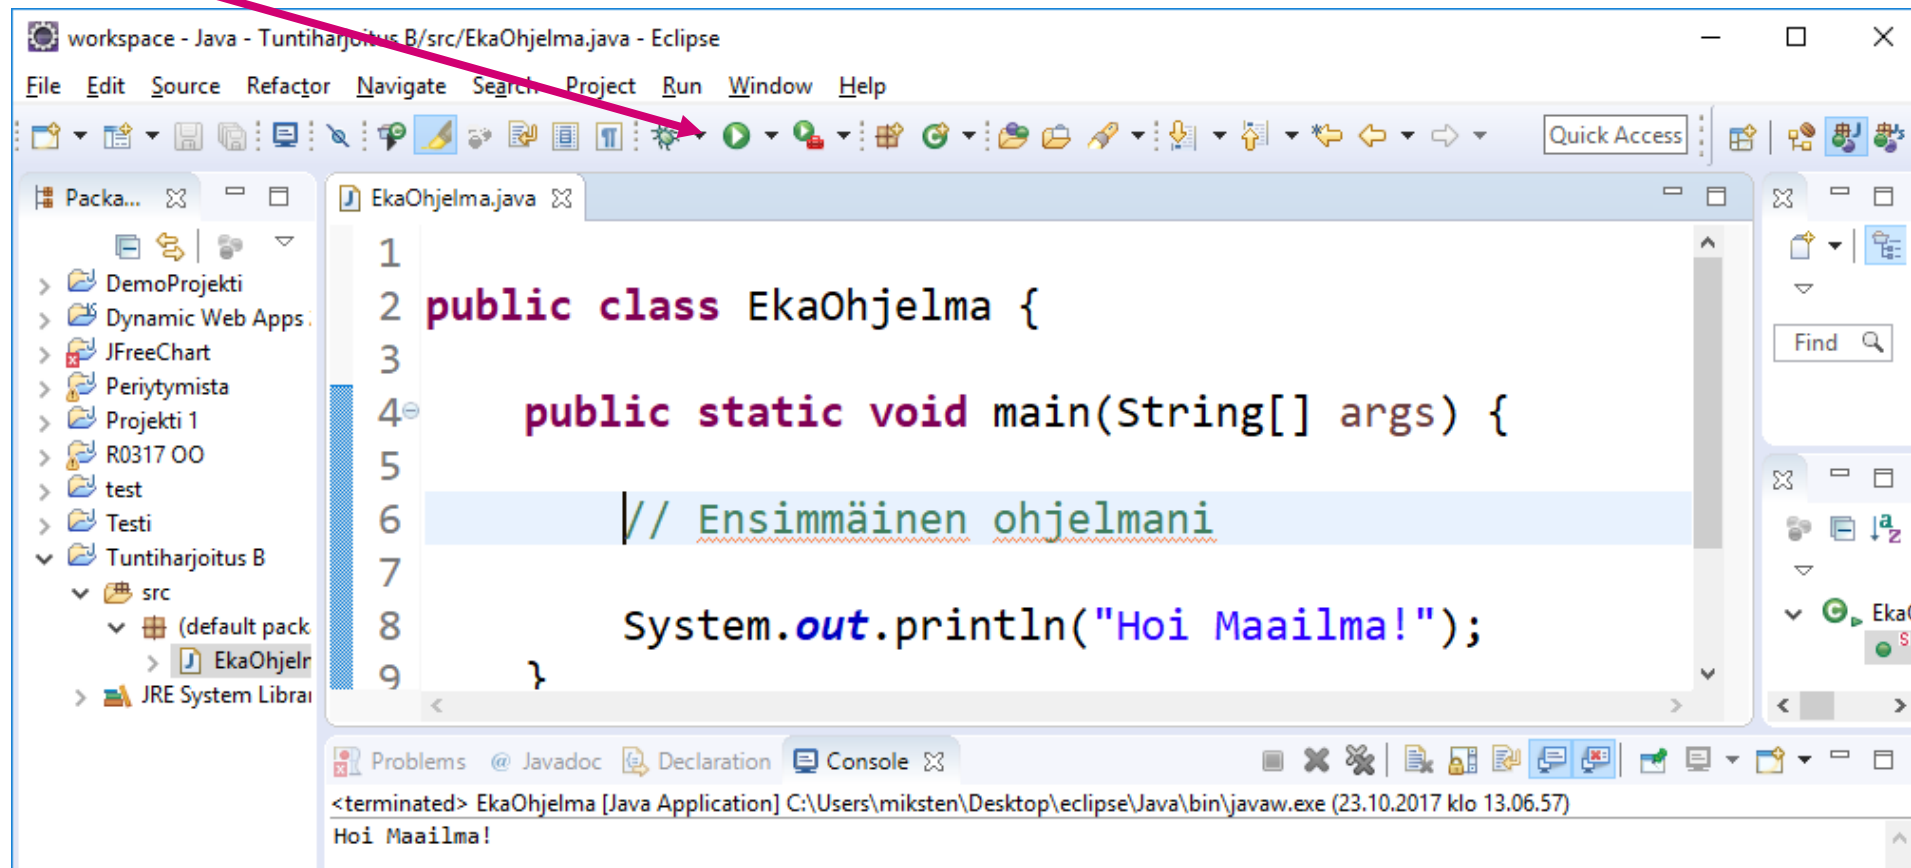 workspace - Java - Tuntiharjoitus B/src/EkaOhjelma.java - Eclipse
File Edit Source Refactor Navigate Search Project Run Window Help
Quick Access
Packa...
DemoProjekti
Dynamic Web Apps
JFreeChart
Periytymista
Projekti 1
R0317 OO
test
Testi
Tuntiharjoitus B
src
(default pack
EkaOhjelm
JRE System Librar
EkaOhjelma.java
1
2 public class EkaOhjelma {
3
4 public static void main(String[] args) {
5
6 // Ensimmäinen ohjelmani
7
8 System.out.println("Hoi Maailma!");
9 }
Find
Eka
S
Problems @ Javadoc Declaration Console
<terminated> EkaOhjelma [Java Application] C:\Users\miksten\Desktop\eclipse\Java\bin\javaw.exe (23.10.2017 klo 13.06.57)
Hoi Maailma!